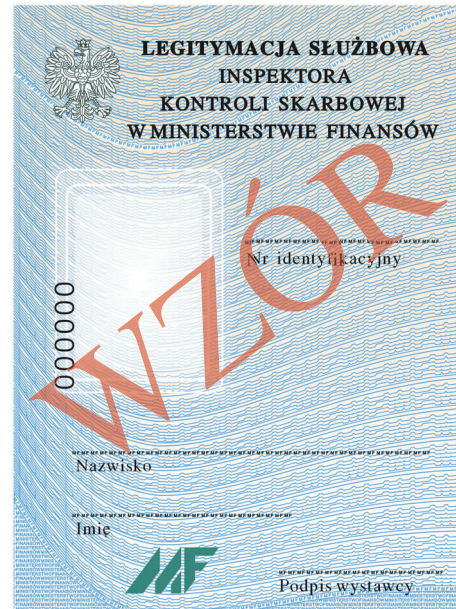 LEGITYMACJA SŁUŻBOWA
INSPEKTORA
KONTROLI SKARBOWEJ
W MINISTERSTWIE FINANSÓW
WZÓR
Nr identyfikacyjny
000000
Nazwisko
Imię
MF
Podpis wystawcy